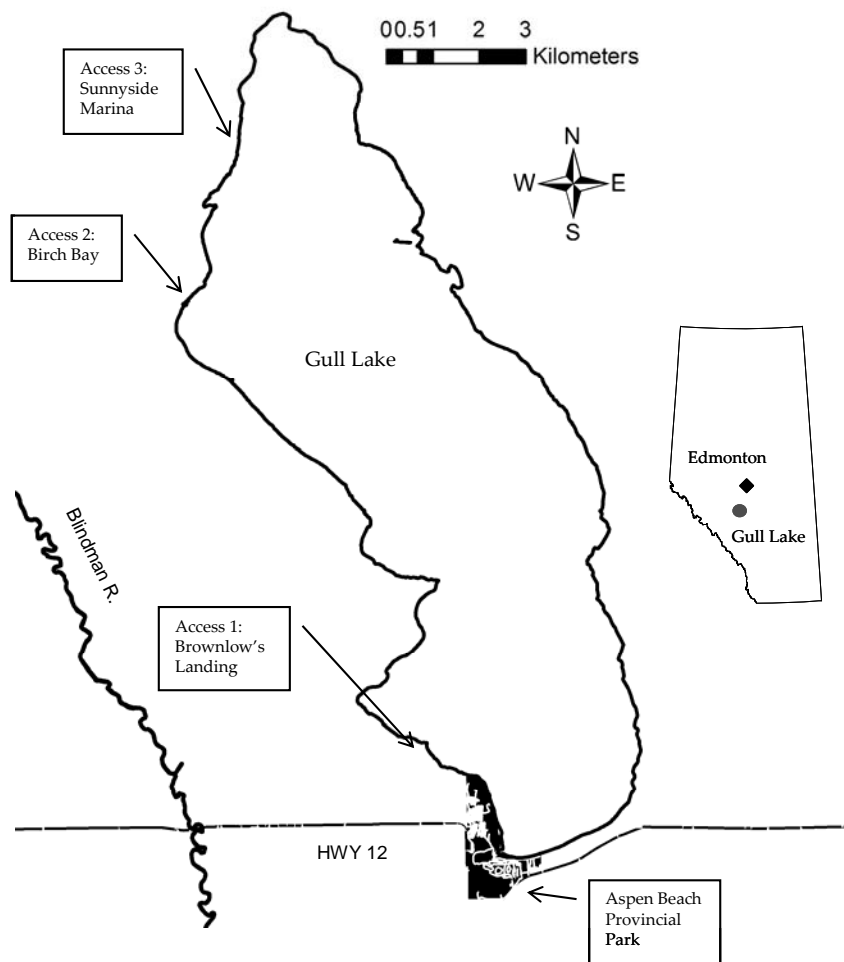 00.51 2 3
Kilometers
Access 3:
Sunnyside
Marina
N
W E
S
Access 2:
Birch Bay
Gull Lake
Edmonton
Gull Lake
Blindman R.
Access 1:
Brownlow's
Landing
HWY 12
Aspen Beach
Provincial
Park